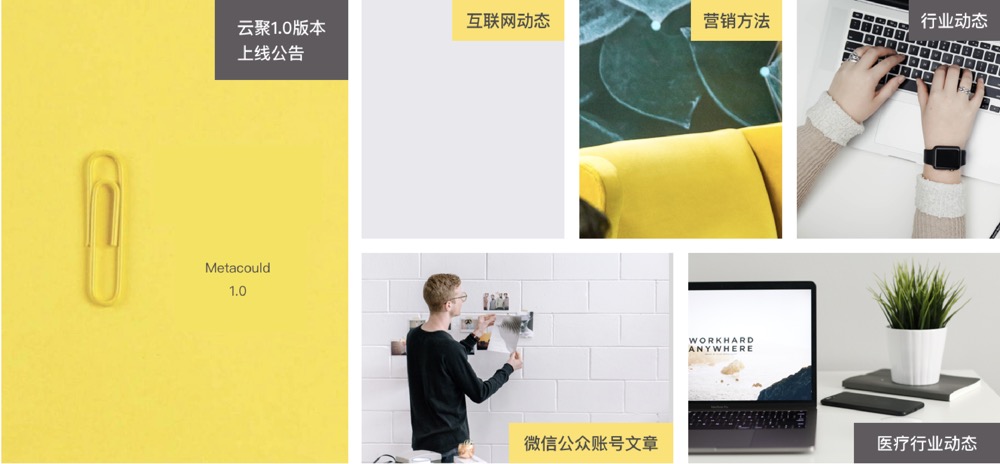 云聚1.0版本
上线公告
Metacould
1.0
互联网动态
营销方法
行业动态
微信公众账号文章
WORKHARD
ANYWHERE
医疗行业动态